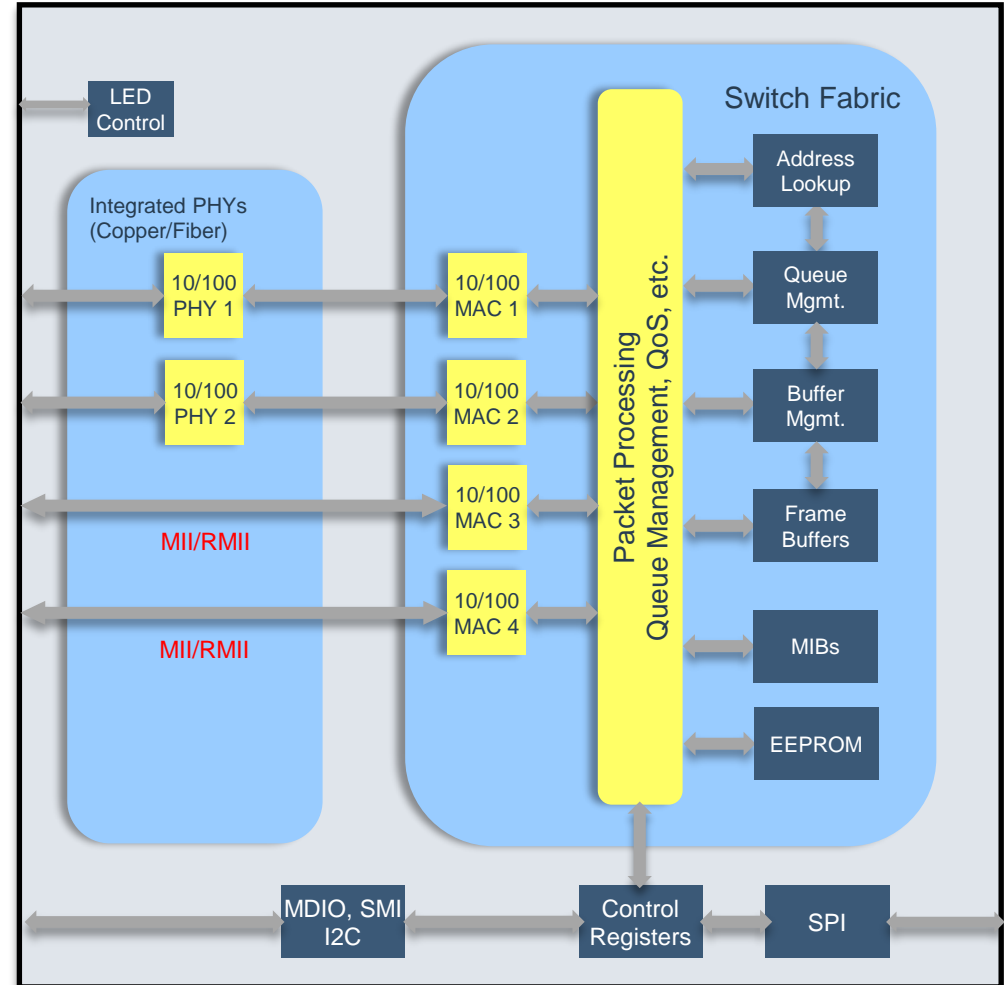 LED
Control
Switch Fabric
Integrated PHYs
(Copper/Fiber)
10/100
PHY 1
10/100
MAC 1
10/100
PHY 2
10/100
MAC 2
10/100
MAC 3
MII/RMII
10/100
MAC 4
MII/RMII
Packet Processing
Queue Management, QoS, etc.
Address
Lookup
Queue
Mgmt.
Buffer
Mgmt.
Frame
Buffers
MIBs
EEPROM
MDIO, SMI
I2C
Control
Registers
SPI